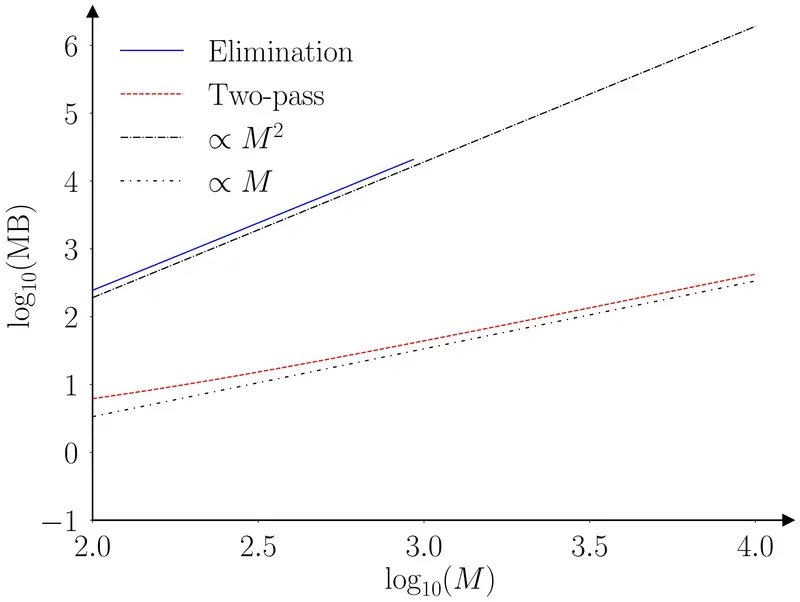 6
5
4
3
2
1
0
−1
log₁₀(MB)
Elimination
Two-pass
∝ M²
∝ M
2.0 2.5 3.0 3.5 4.0
log₁₀(M)